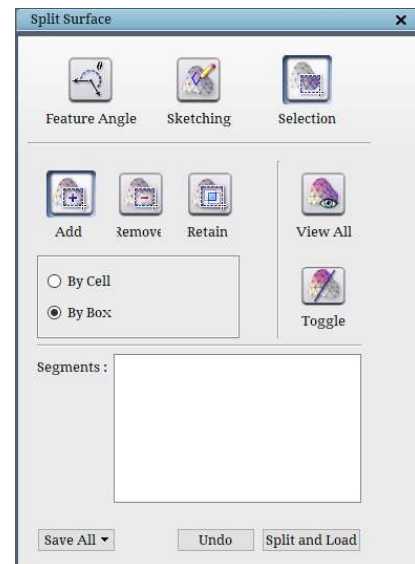 Split Surface
θ
Feature Angle Sketching Selection
Add Remove Retain View All
By Cell
By Box
Toggle
Segments :
Save All Undo Split and Load